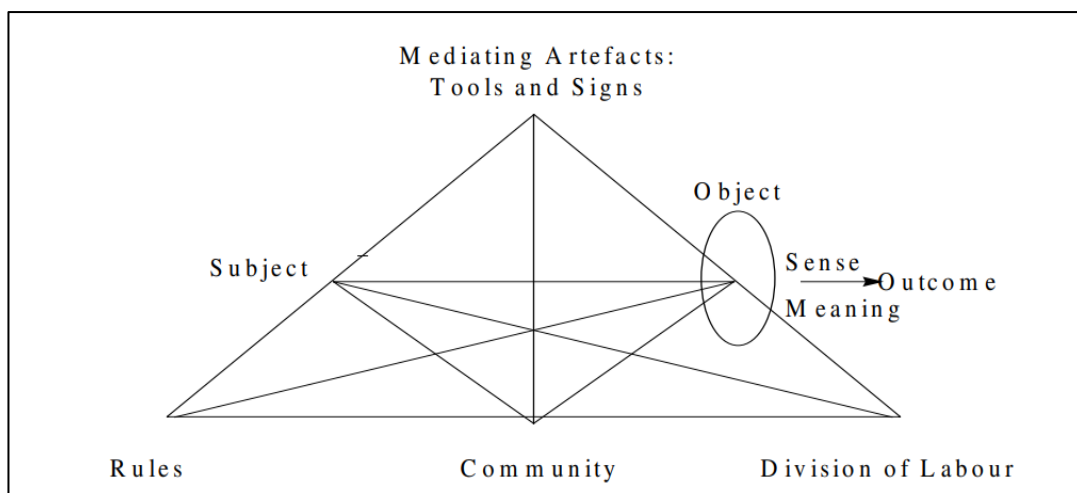 Mediating Artefacts:
Tools and Signs
Object
Subject
Sense
Outcome
Meaning
Rules
Community
Division of Labour